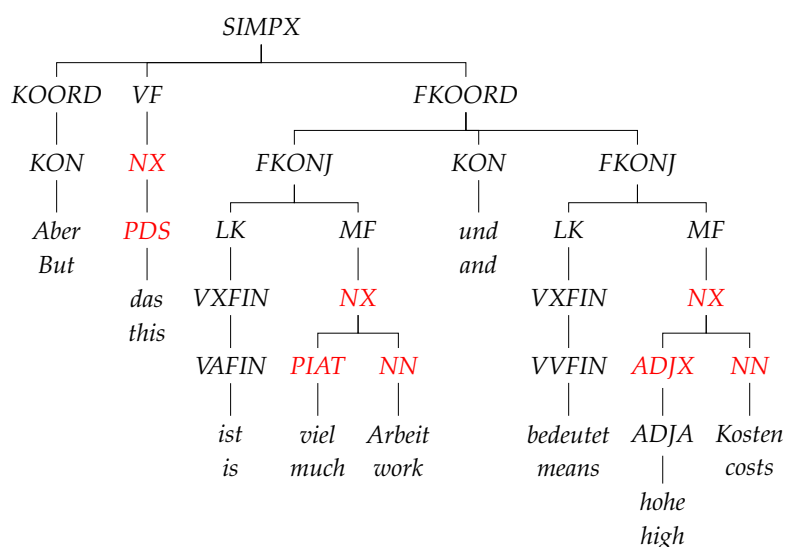 SIMPX
KOORD VF FKOORD
KON NX FKONJ KON FKONJ
Aber PDS LK MF und LK MF
But and
das VXFIN NX VXFIN NX
this
VAFIN PIAT NN VVFIN ADJX NN
ist viel Arbeit bedeutet ADJA Kosten
is much work means costs
hohe
high